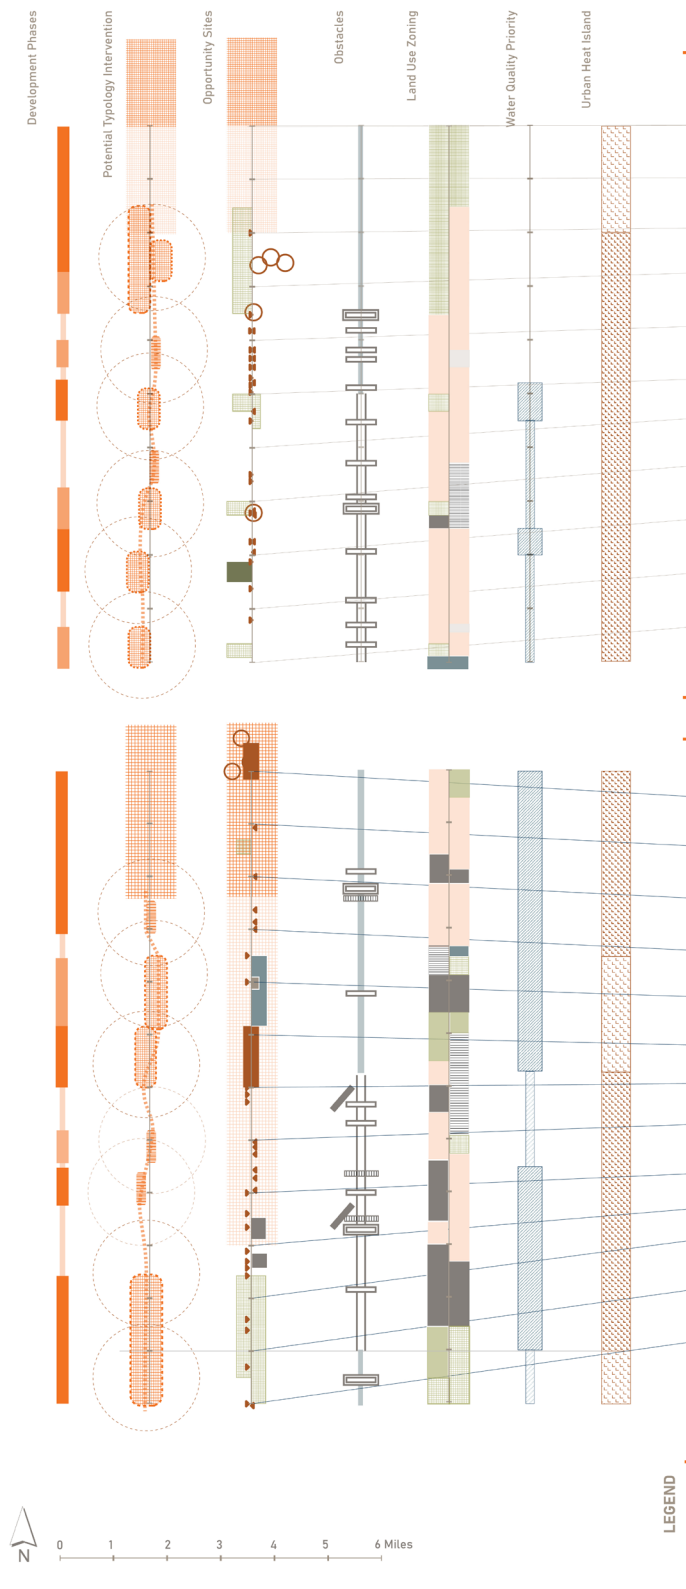 Development Phases
Potential Typology Intervention
Opportunity Sites
Obstacles
Land Use Zoning
Water Quality Priority
Urban Heat Island
LEGEND
N
0 1 2 3 4 5 6 Miles